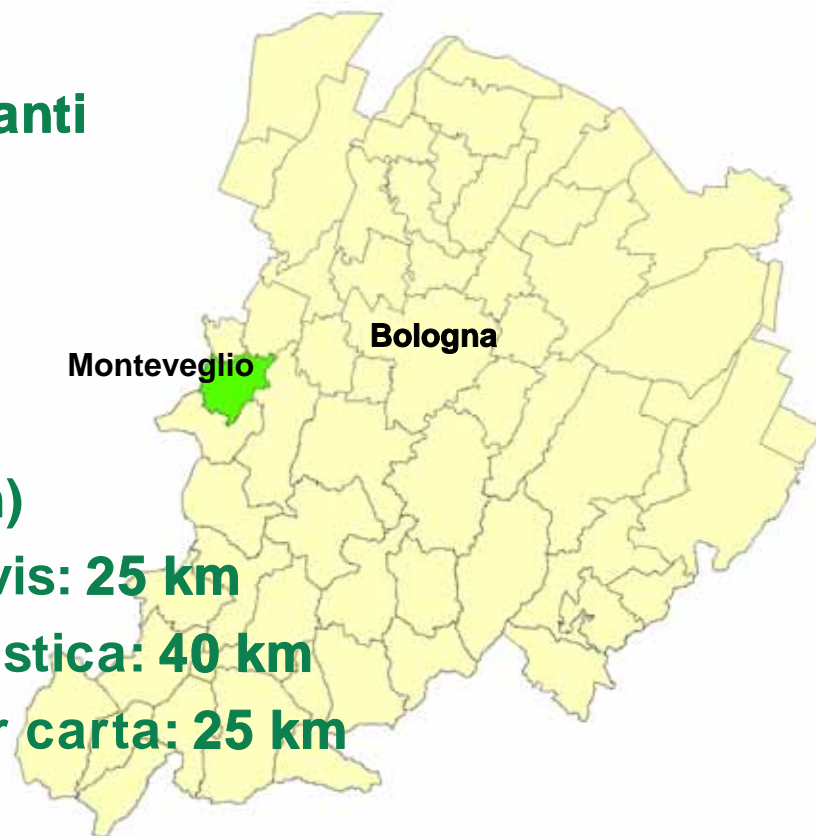 anti
Bologna
Monteveglio
)
vis: 25 km
stica: 40 km
r carta: 25 km